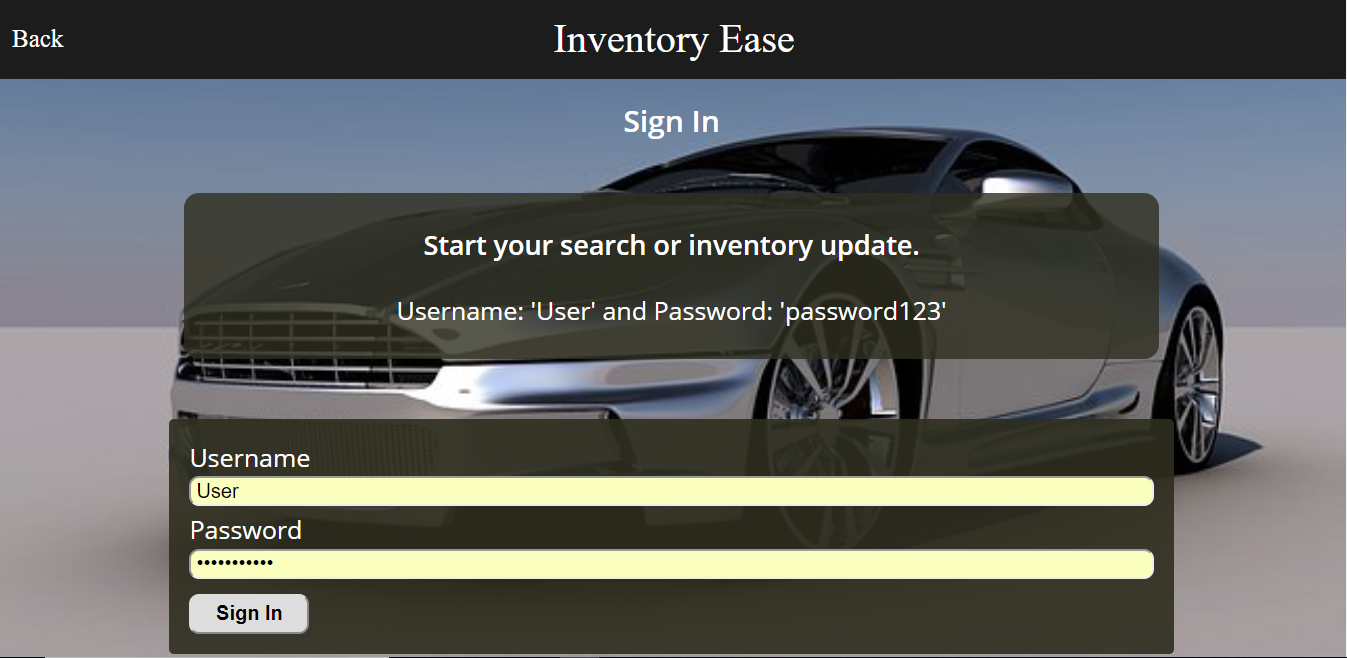 Back
Inventory Ease
Sign In
Start your search or inventory update.
Username: 'User' and Password: 'password123'
Username
User
Password
•••••••••••
Sign In